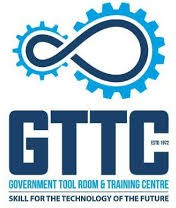 GTTC
ESTD 1972
GOVERNMENT TOOL ROOM & TRAINING CENTRE
SKILL FOR THE TECHNOLOGY OF THE FUTURE